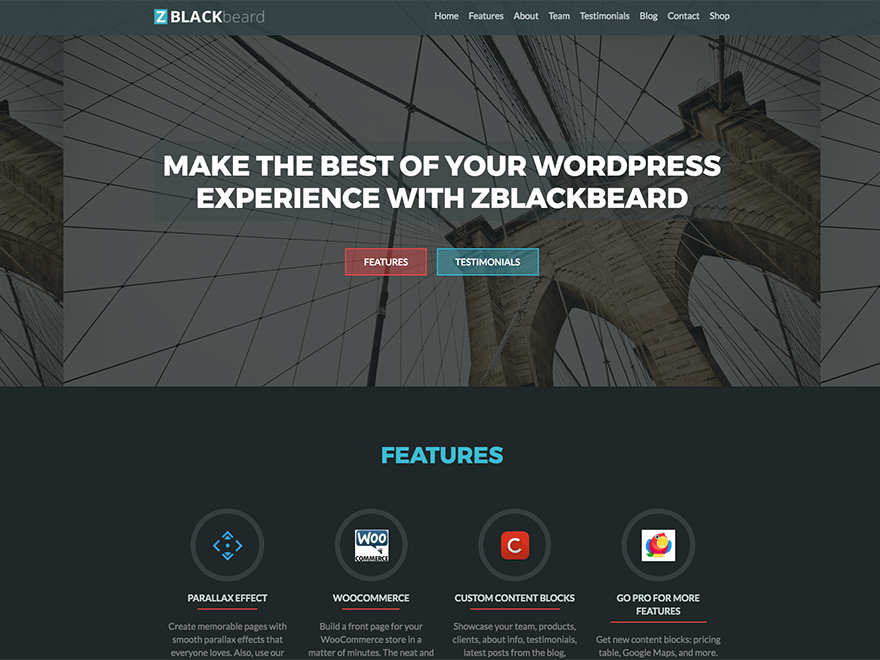 Z BLACKbeard
Home Features About Team Testimonials Blog Contact Shop
MAKE THE BEST OF YOUR WORDPRESS
EXPERIENCE WITH ZBLACKBEARD
FEATURES TESTIMONIALS
FEATURES
WOO
COMMERCE
C
PARALLAX EFFECT
Create memorable pages with
smooth parallax effects that
everyone loves. Also, use our
WOOCOMMERCE
Build a front page for your
WooCommerce store in a
matter of minutes. The neat and
CUSTOM CONTENT BLOCKS
Showcase your team, products,
clients, about info, testimonials,
latest posts from the blog,
GO PRO FOR MORE
FEATURES
Get new content blocks: pricing
table, Google Maps, and more.